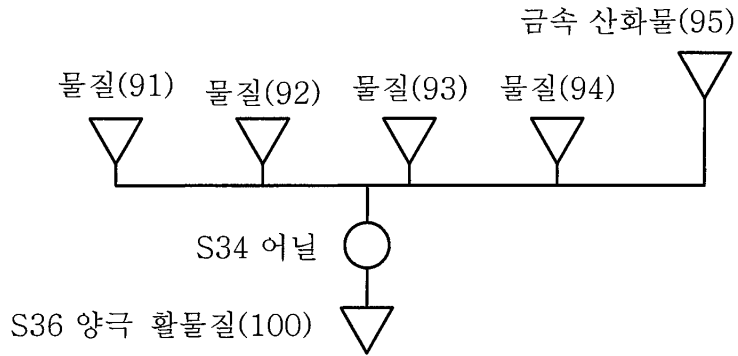 금속 산화물(95)
물질(91)
물질(92)
물질(93)
물질(94)
S34 어닐
S36 양극 활물질(100)